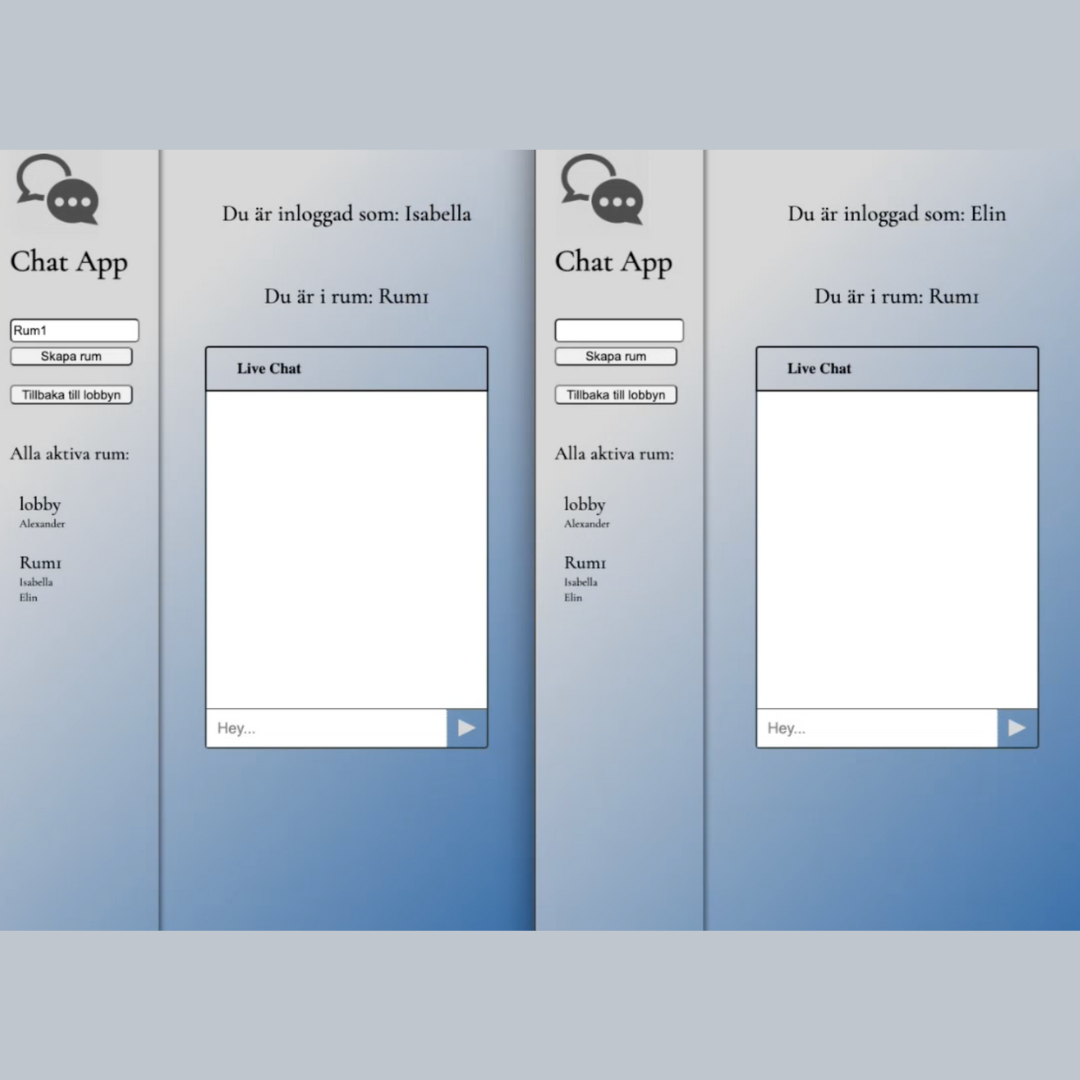 Chat App
Rum1
Skapa rum
Tillbaka till lobbyn
Alla aktiva rum:
lobby
Alexander
Rum1
Isabella
Elin
Du är inloggad som: Isabella
Du är i rum: Rum1
Live Chat
Hey...
Chat App
Skapa rum
Tillbaka till lobbyn
Alla aktiva rum:
lobby
Alexander
Rum1
Isabella
Elin
Du är inloggad som: Elin
Du är i rum: Rum1
Live Chat
Hey...